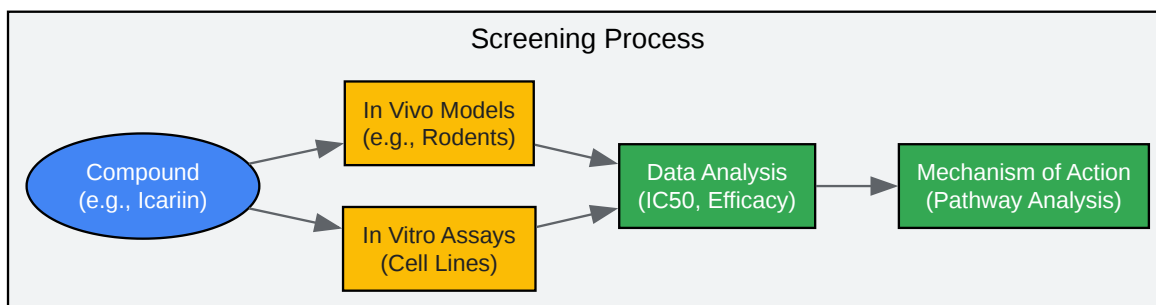 Screening Process
Compound
(e.g., Icariin)
In Vivo Models
(e.g., Rodents)
In Vitro Assays
(Cell Lines)
Data Analysis
(IC50, Efficacy)
Mechanism of Action
(Pathway Analysis)